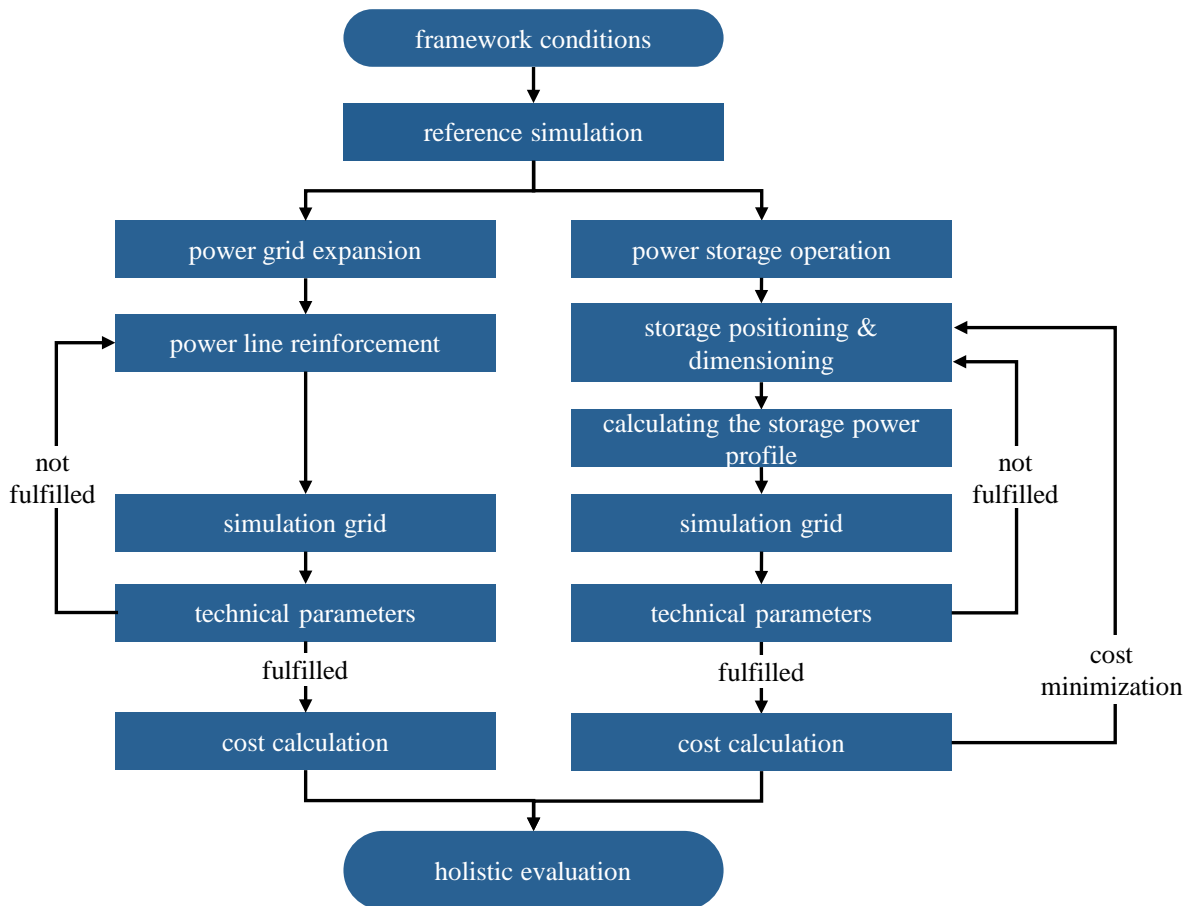 framework conditions
reference simulation
power grid expansion
power storage operation
power line reinforcement
storage positioning &
dimensioning
calculating the storage power
profile
not
fulfilled
not
fulfilled
simulation grid
simulation grid
technical parameters
technical parameters
fulfilled
fulfilled
cost
minimization
cost calculation
cost calculation
holistic evaluation